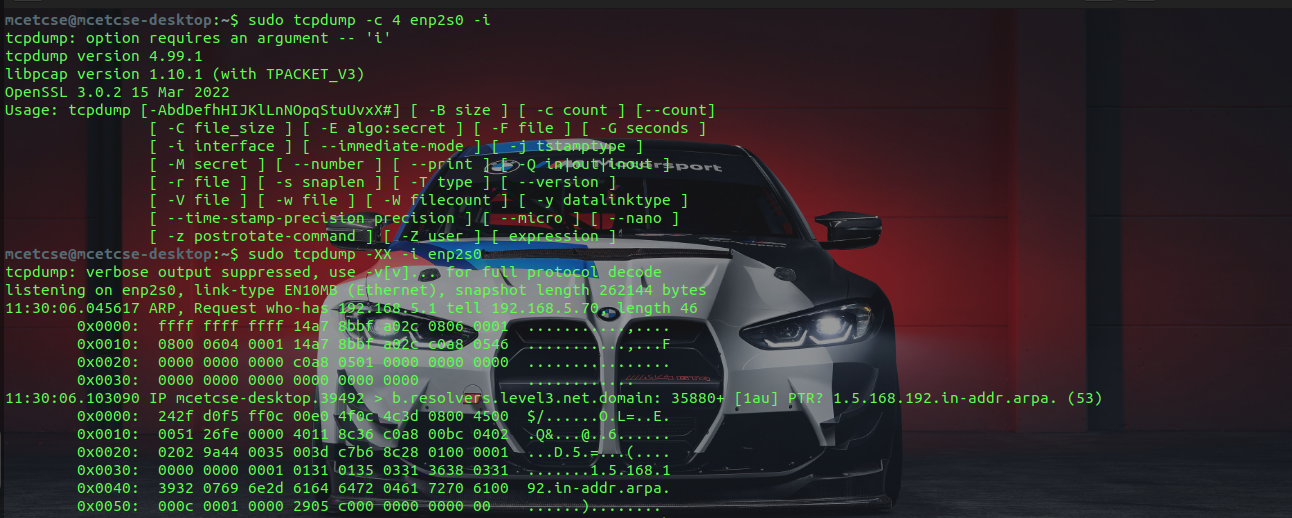 mcetcse@mcetcse-desktop:~$ sudo tcpdump -c 4 enp2s0 -i
tcpdump: option requires an argument -- 'i'
tcpdump version 4.99.1
libpcap version 1.10.1 (with TPACKET_V3)
OpenSSL 3.0.2 15 Mar 2022
Usage: tcpdump [-AbdDefhHIJKlLnNOpqStuUvxX#] [ -B size ] [ -c count ] [--count]
                [ -C file_size ] [ -E algo:secret ] [ -F file ] [ -G seconds ]
                [ -i interface ] [ --immediate-mode ] [ -j tstamptype ]
                [ -M secret ] [ --number ] [ --print ] [ -Q in|out|inout ]
                [ -r file ] [ -s snaplen ] [ -T type ] [ --version ]
                [ -V file ] [ -w file ] [ -W filecount ] [ -y datalinktype ]
                [ --time-stamp-precision precision ] [ --micro ] [ --nano ]
                [ -z postrotate-command ] [ -Z user ] [ expression ]
mcetcse@mcetcse-desktop:~$ sudo tcpdump -XX -i enp2s0
tcpdump: verbose output suppressed, use -v[v]... for full protocol decode
listening on enp2s0, link-type EN10MB (Ethernet), snapshot length 262144 bytes
11:30:06.045617 ARP, Request who-has 192.168.5.1 tell 192.168.5.70, length 46
        0x0000:  ffff ffff ffff 14a7 8bbf a02c 0806 0001  ...........,....
        0x0010:  0800 0604 0001 14a7 8bbf a02c c0a8 0546  ...........,...F
        0x0020:  0000 0000 0000 c0a8 0501 0000 0000 0000  ................
        0x0030:  0000 0000 0000 0000 0000 0000            ............
11:30:06.103090 IP mcetcse-desktop.39492 > b.resolvers.level3.net.domain: 35880+ [1au] PTR? 1.5.168.192.in-addr.arpa. (53)
        0x0000:  242f d0f5 ff0c 00e0 4f0c 4c3d 0800 4500  $/......O.L=..E.
        0x0010:  0051 26fe 0000 4011 8c36 c0a8 00bc 0402  .Q&...@..6......
        0x0020:  0202 9a44 0035 003d c7b6 8c28 0100 0001  ...D.5.=...(....
        0x0030:  0000 0000 0001 0131 0135 0331 3638 0331  .......1.5.168.1
        0x0040:  3932 0769 6e2d 6164 6472 0461 7270 6100  92.in-addr.arpa.
        0x0050:  000c 0001 0000 2905 c000 0000 0000 00    ......)........